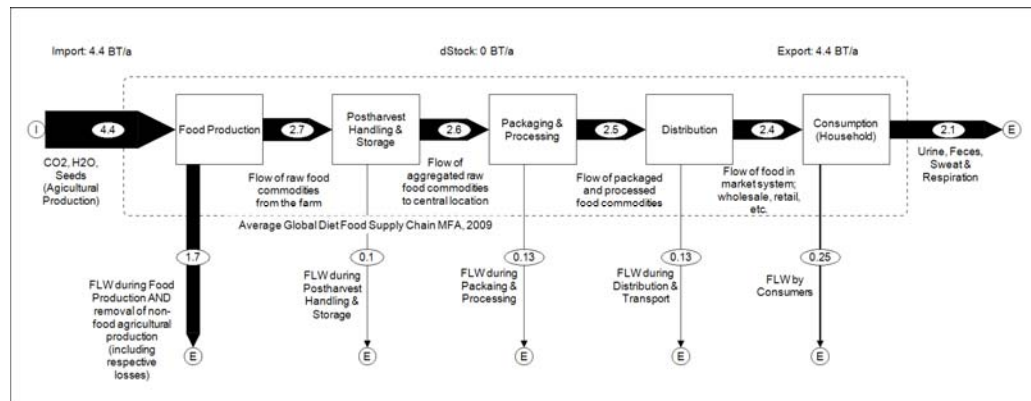 Import: 4.4 BT/a
dStock: 0 BT/a
Export: 4.4 BT/a
I
4.4
Food Production
2.7
Postharvest
Handling &
Storage
2.6
Packaging &
Processing
2.5
Distribution
2.4
Consumption
(Household)
2.1
E
CO2, H2O,
Seeds
(Agicultural
Production)
Flow of raw food
commodities
from the farm
Flow of
aggregated raw
food commodities
to central location
Flow of packaged
and processed
food commodities
Flow of food in
market system;
wholesale, retail,
etc.
Urine, Feces,
Sweat &
Respiration
Average Global Diet Food Supply Chain MFA, 2009
1.7
0.1
0.13
0.13
0.25
FLW during Food
Production AND
removal of non-
food agricultural
production
(including
respective
losses)
FLW during
Postharvest
Handling &
Storage
FLW during
Packaing &
Processing
FLW during
Distribution &
Transport
FLW by
Consumers
E
E
E
E
E